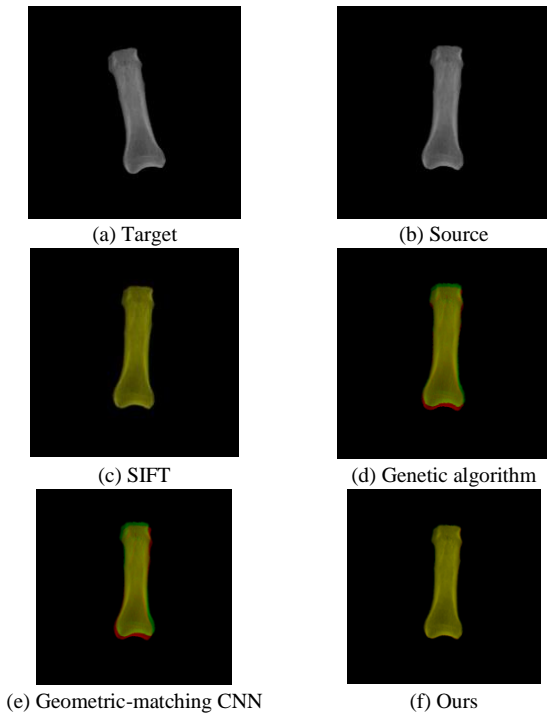 (a) Target
(b) Source
(c) SIFT
(d) Genetic algorithm
(e) Geometric-matching CNN
(f) Ours